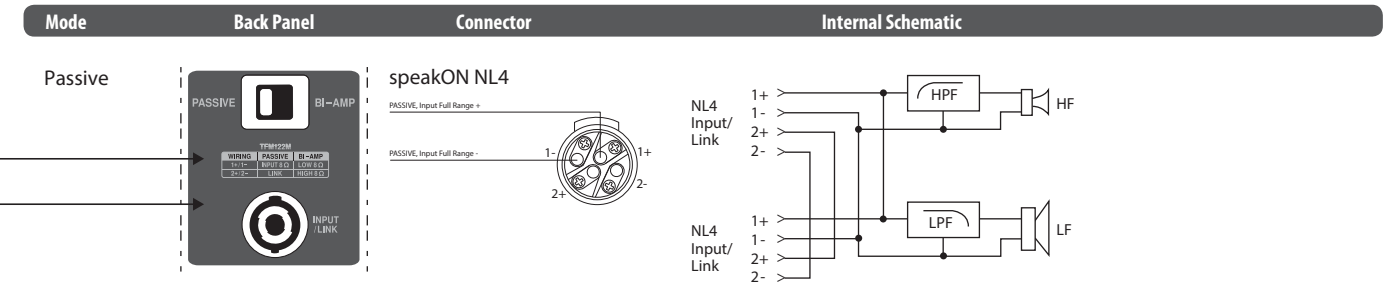 Mode Back Panel Connector Internal Schematic
Passive
PASSIVE BI-AMP
TFM122M
WIRING PASSIVE BI-AMP
1+/1- INPUT 8 Ω LOW 8 Ω
2+/2- LINK HIGH 8 Ω
INPUT
/LINK
speakON NL4
PASSIVE, Input Full Range +
PASSIVE, Input Full Range -
1-
1+
2+
2-
NL4
Input/
Link
1+
1-
2+
2-
HPF
HF
NL4
Input/
Link
1+
1-
2+
2-
LPF
LF